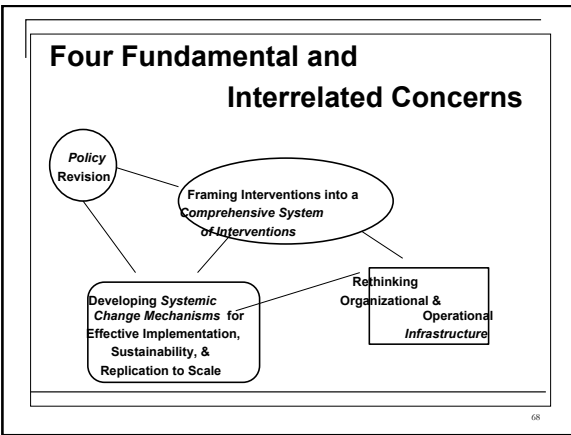 Four Fundamental and
Interrelated Concerns
Policy
Revision
Framing Interventions into a
Comprehensive System
of Interventions
Developing Systemic
Change Mechanisms for
Effective Implementation,
Sustainability, &
Replication to Scale
Rethinking
Organizational &
Operational
Infrastructure
68